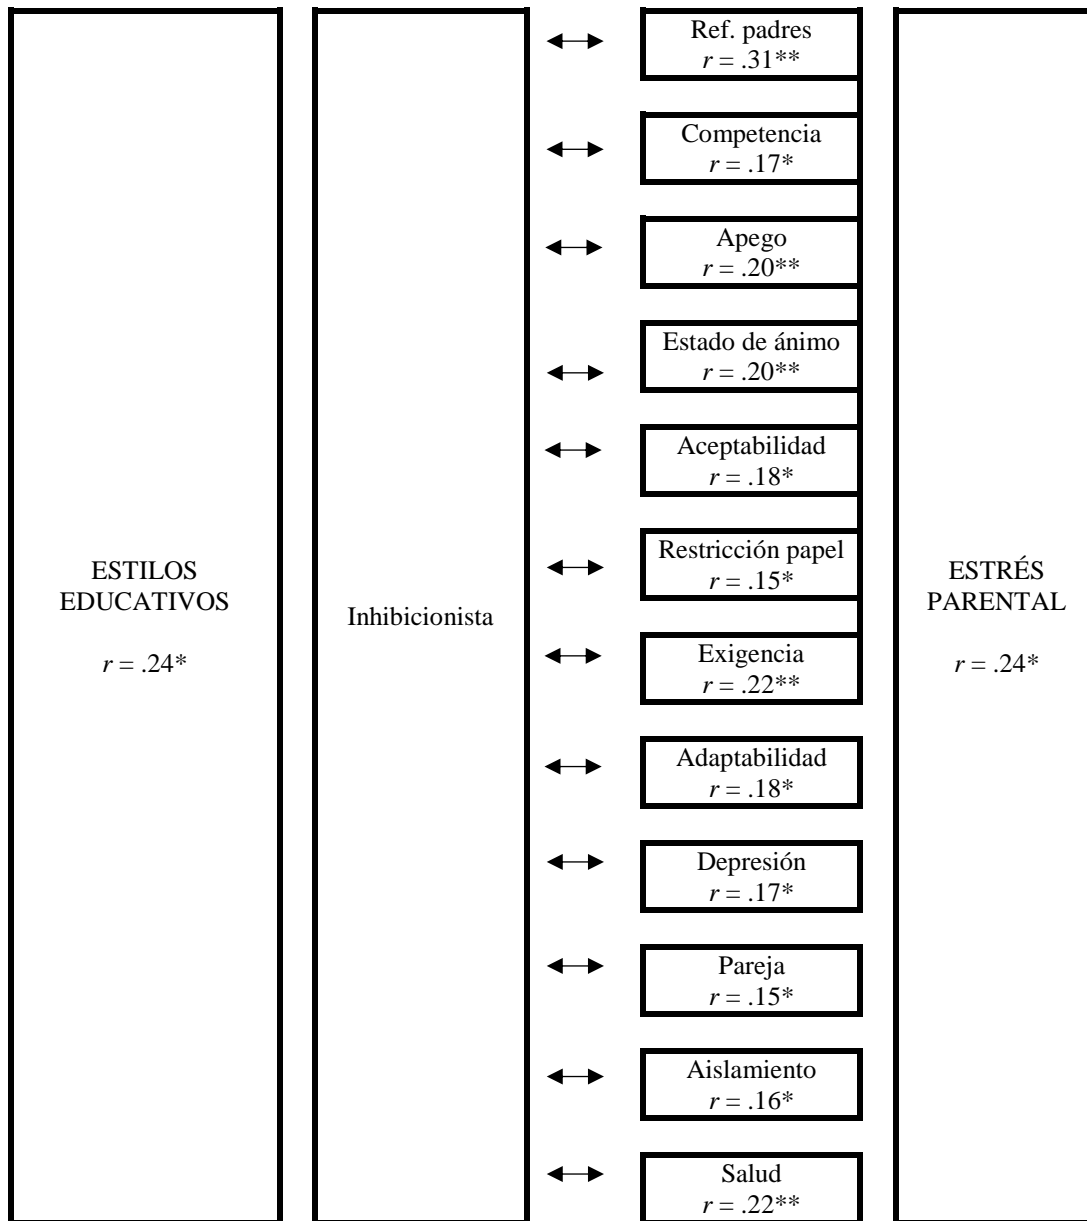 Ref. padres
r = .31**
Competencia
r = .17*
Apego
r = .20**
Estado de ánimo
r = .20**
Aceptabilidad
r = .18*
Restricción papel
r = .15*
ESTILOS
EDUCATIVOS
r = .24*
Inhibicionista
Exigencia
r = .22**
Adaptabilidad
r = .18*
Depresión
r = .17*
Pareja
r = .15*
Aislamiento
r = .16*
Salud
r = .22**
ESTRÉS
PARENTAL
r = .24*